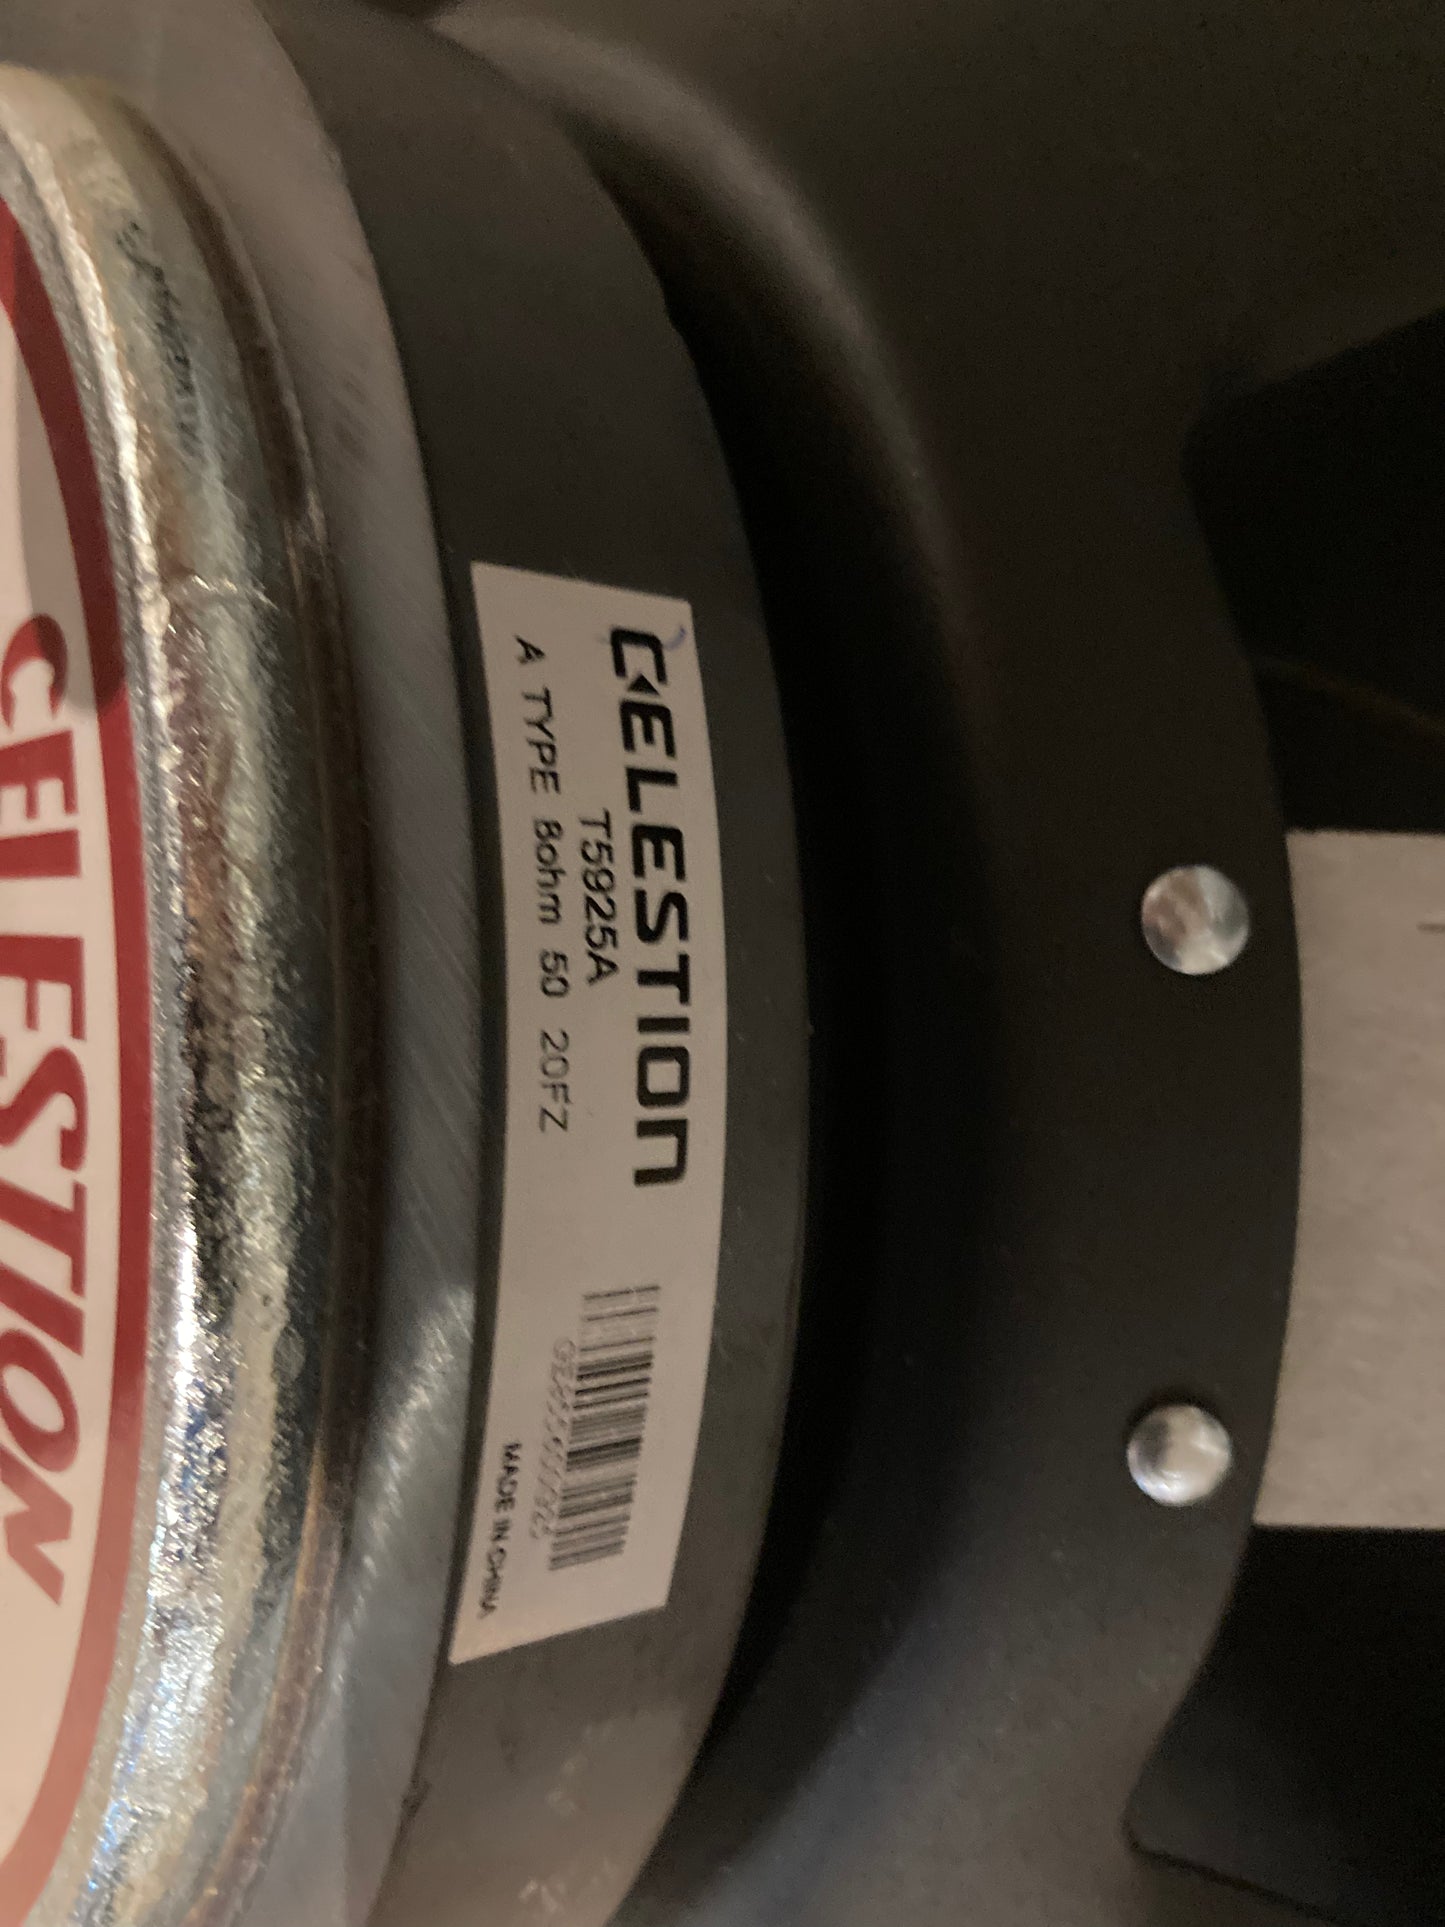 CELESTION
CELESTION
T5925A
A TYPE 8ohm 50 20FZ
MADE IN CHINA